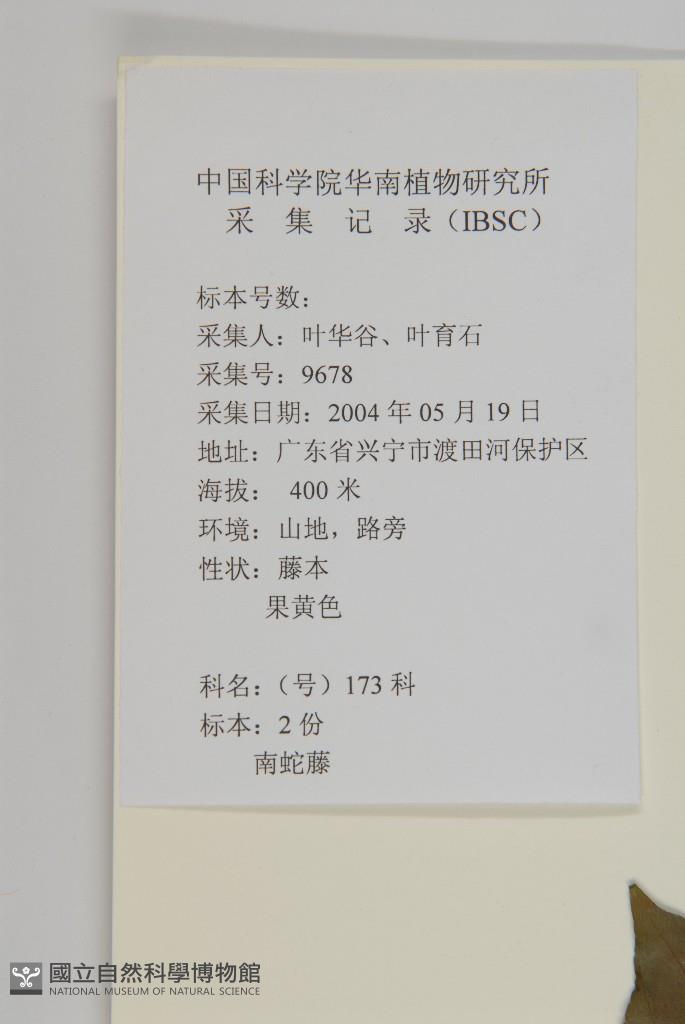 中国科学院华南植物研究所
采 集 记 录（IBSC）
标本号数：
采集人：叶华谷、叶育石
采集号：9678
采集日期：2004 年 05 月 19 日
地址：广东省兴宁市渡田河保护区
海拔： 400 米
环境：山地，路旁
性状：藤本
果黄色
科名：（号）173 科
标本：2 份
南蛇藤
國立自然科學博物館
NATIONAL MUSEUM OF NATURAL SCIENCE